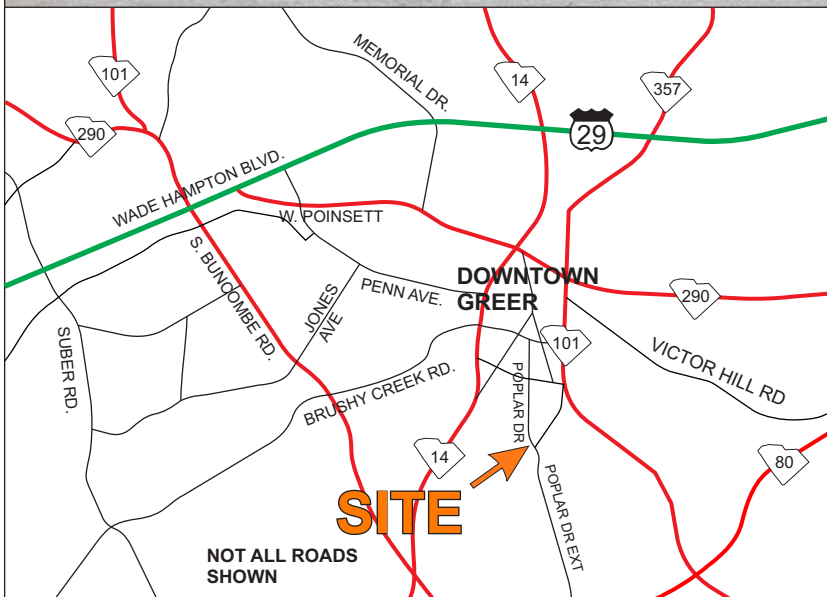 101
14
357
290
MEMORIAL DR.
29
WADE HAMPTON BLVD.
W. POINSETT
S. BUNCOMBE RD.
DOWNTOWN
GREER
PENN AVE.
JONES
AVE
290
SUBER RD.
101
VICTOR HILL RD
BRUSHY CREEK RD.
POPLAR DR
14
80
SITE
POPLAR DR EXT
NOT ALL ROADS
SHOWN